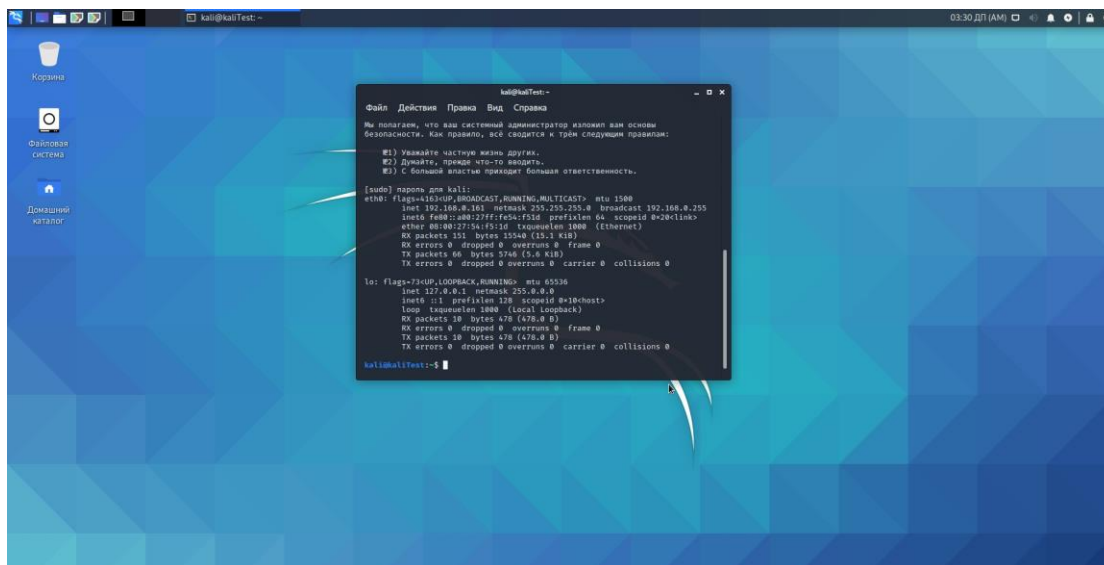 kali@kaliTest: ~
03:30 ДП (AM)
Корзина
Файловая
система
Домашний
каталог
kali@kaliTest: ~
Файл Действия Правка Вид Справка
Мы полагаем, что ваш системный администратор изложил вам основы
безопасности. Как правило, всё сводится к трём следующим правилам:
№1) Уважайте частную жизнь других.
№2) Думайте, прежде что-то вводить.
№3) С большой властью приходит большая ответственность.
[sudo] пароль для kali:
eth0: flags=4163<UP,BROADCAST,RUNNING,MULTICAST> mtu 1500
inet 192.168.0.161 netmask 255.255.255.0 broadcast 192.168.0.255
inet6 fe80::a00:27ff:fe54:f51d prefixlen 64 scopeid 0×20<link>
ether 08:00:27:54:f5:1d txqueuelen 1000 (Ethernet)
RX packets 151 bytes 15540 (15.1 KiB)
RX errors 0 dropped 0 overruns 0 frame 0
TX packets 66 bytes 5746 (5.6 KiB)
TX errors 0 dropped 0 overruns 0 carrier 0 collisions 0
lo: flags=73<UP,LOOPBACK,RUNNING> mtu 65536
inet 127.0.0.1 netmask 255.0.0.0
inet6 ::1 prefixlen 128 scopeid 0×10<host>
loop txqueuelen 1000 (Local Loopback)
RX packets 10 bytes 478 (478.0 B)
RX errors 0 dropped 0 overruns 0 frame 0
TX packets 10 bytes 478 (478.0 B)
TX errors 0 dropped 0 overruns 0 carrier 0 collisions 0
kali@kaliTest:~$